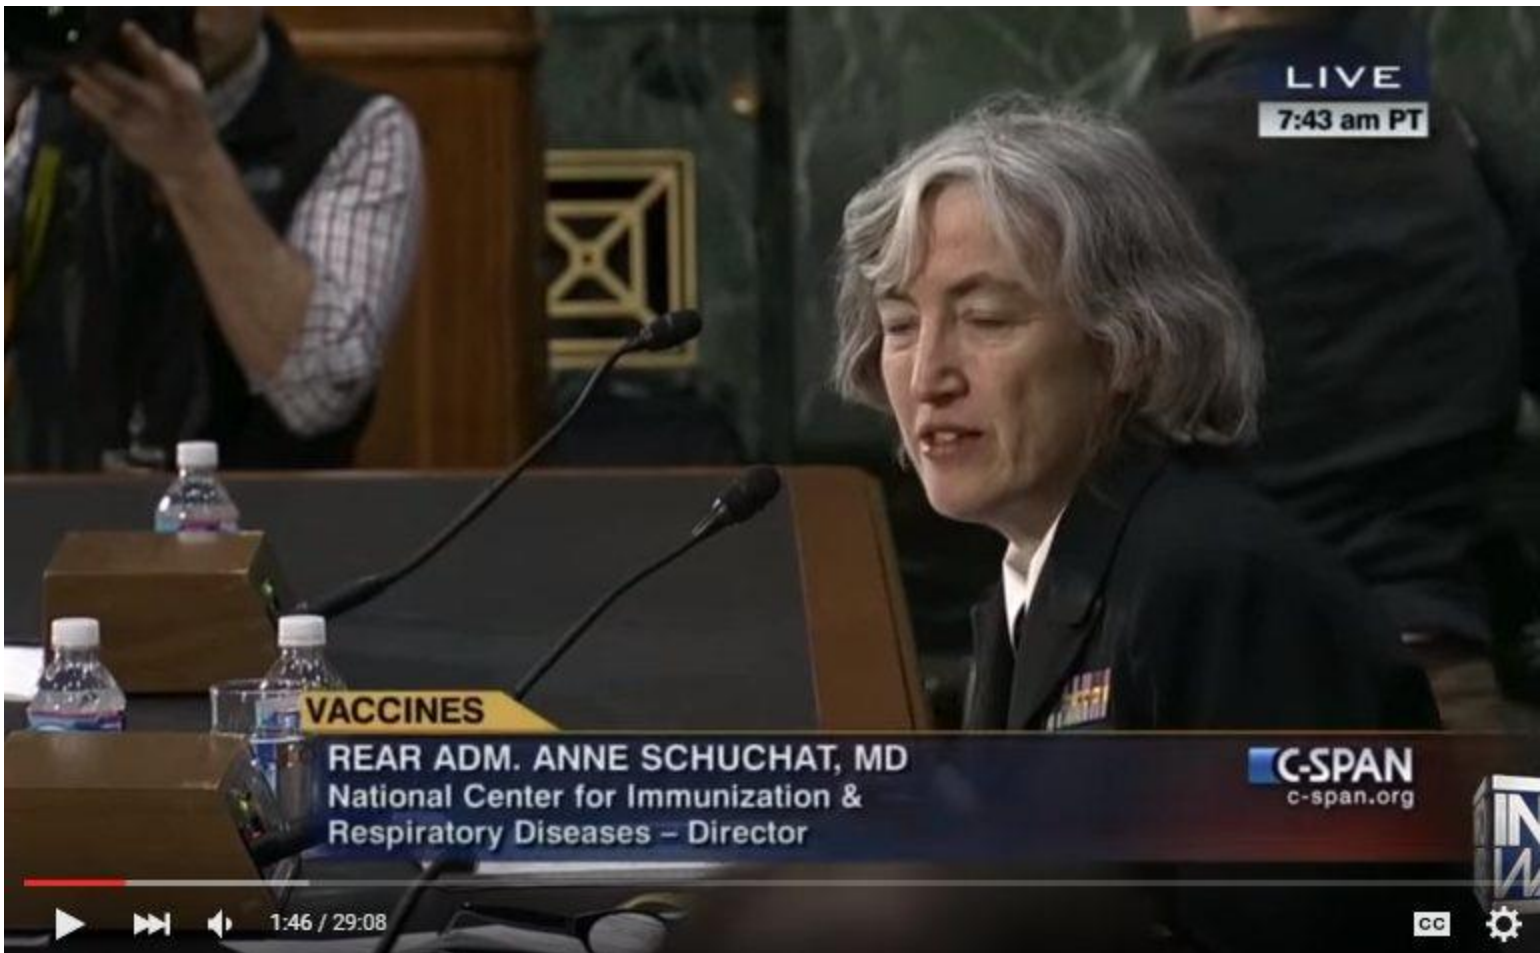 LIVE
7:43 am PT
VACCINES
REAR ADM. ANNE SCHUCHAT, MD
National Center for Immunization &
Respiratory Diseases – Director
C-SPAN
c-span.org
1:46 / 29:08
CC